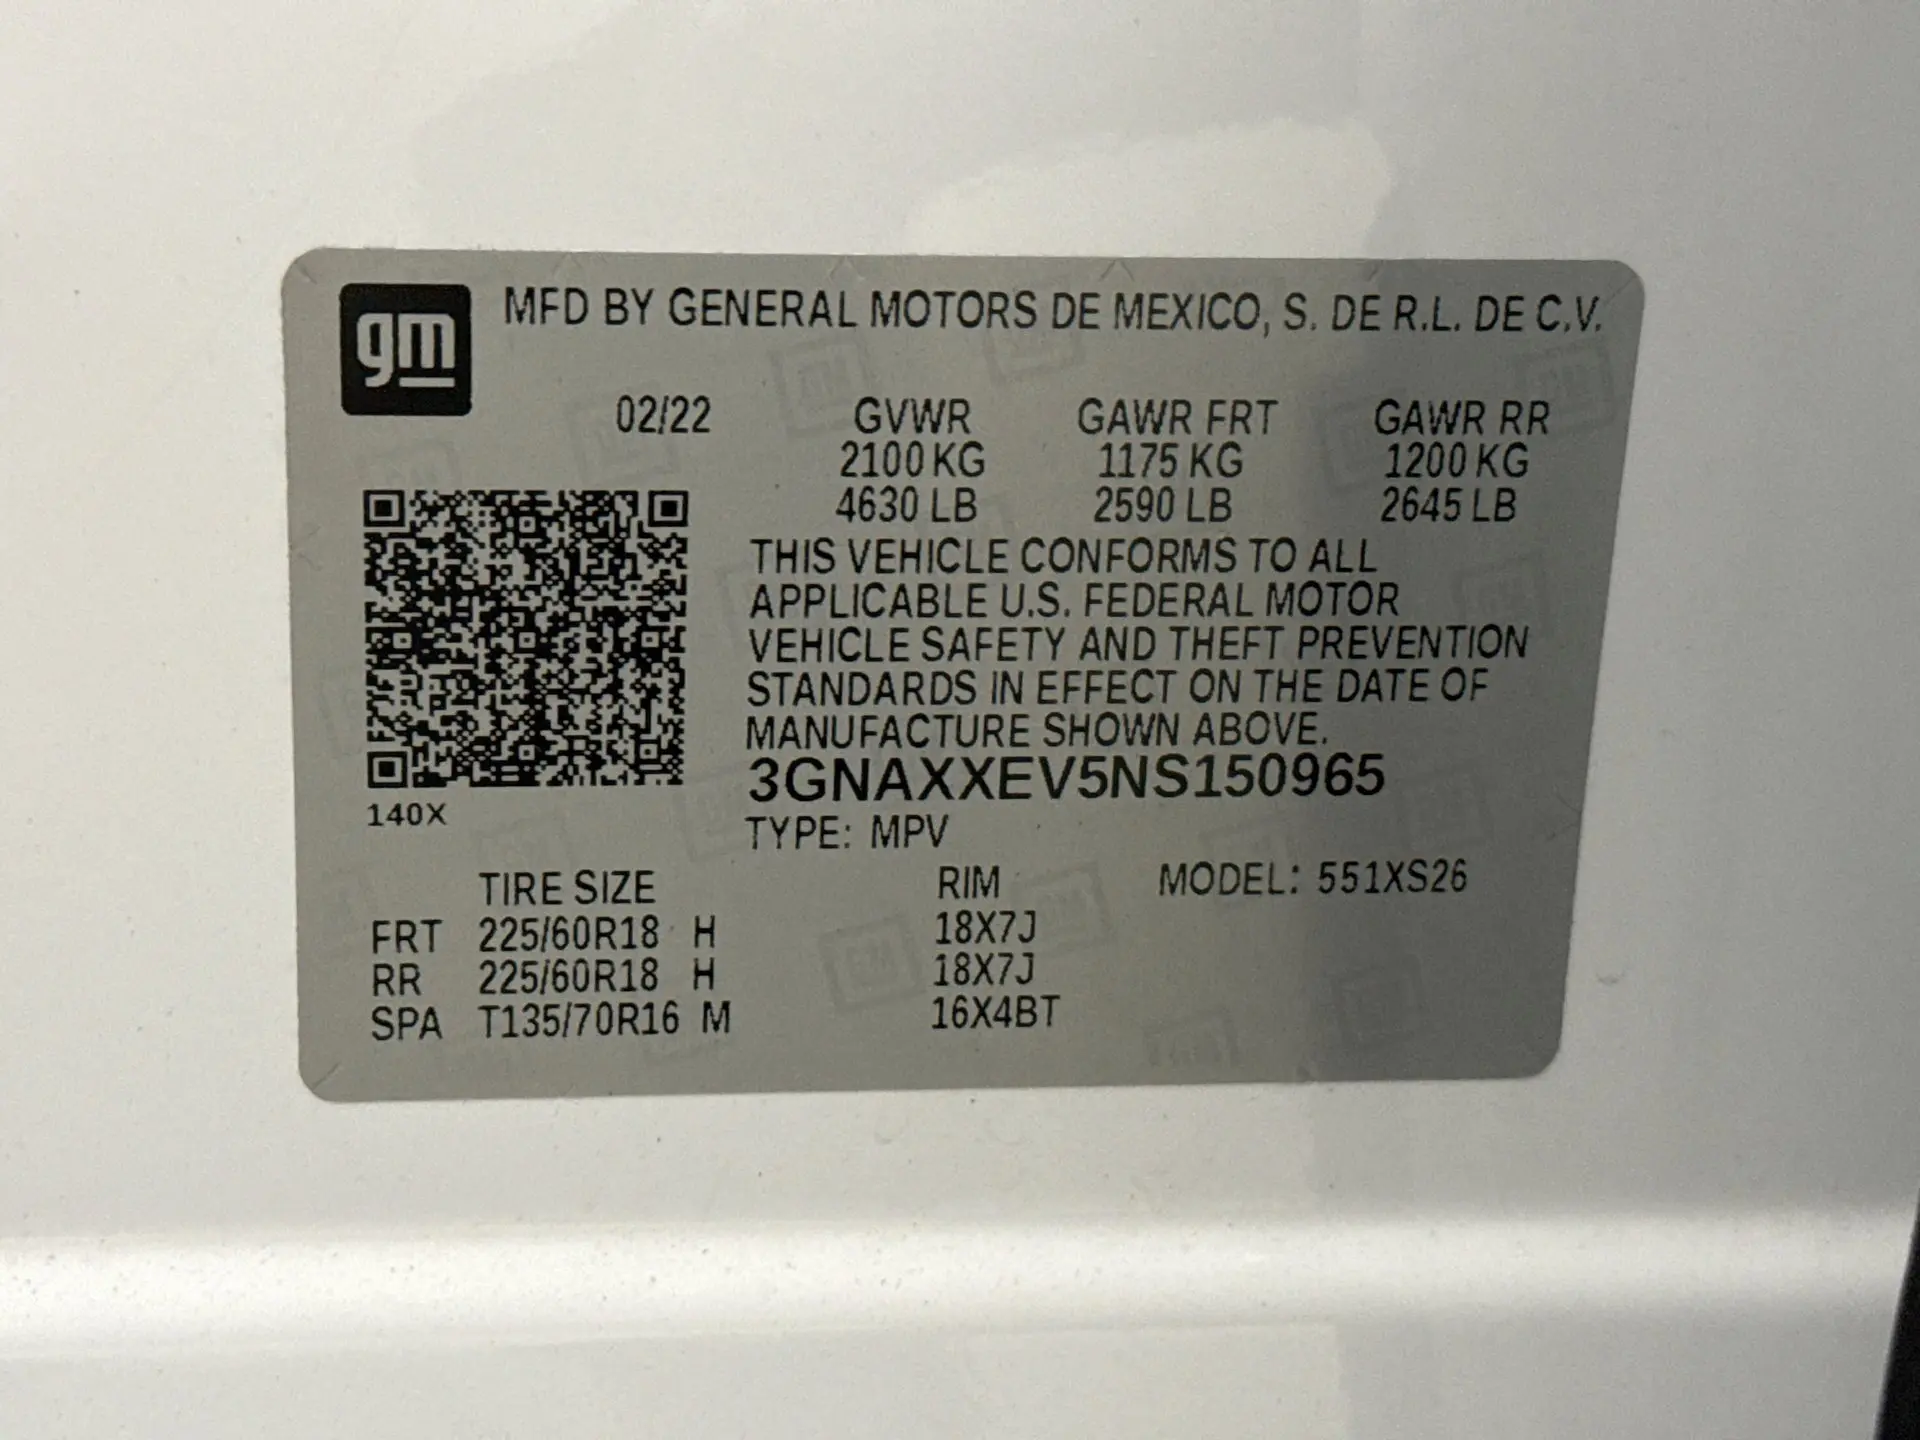 gm
MFD BY GENERAL MOTORS DE MEXICO, S. DE R.L. DE C.V.
02/22 GVWR GAWR FRT GAWR RR
2100 KG 1175 KG 1200 KG
4630 LB 2590 LB 2645 LB
THIS VEHICLE CONFORMS TO ALL
APPLICABLE U.S. FEDERAL MOTOR
VEHICLE SAFETY AND THEFT PREVENTION
STANDARDS IN EFFECT ON THE DATE OF
MANUFACTURE SHOWN ABOVE.
3GNAXXEV5NS150965
140X
TYPE: MPV
TIRE SIZE RIM MODEL: 551XS26
FRT 225/60R18 H 18X7J
RR 225/60R18 H 18X7J
SPA T135/70R16 M 16X4BT